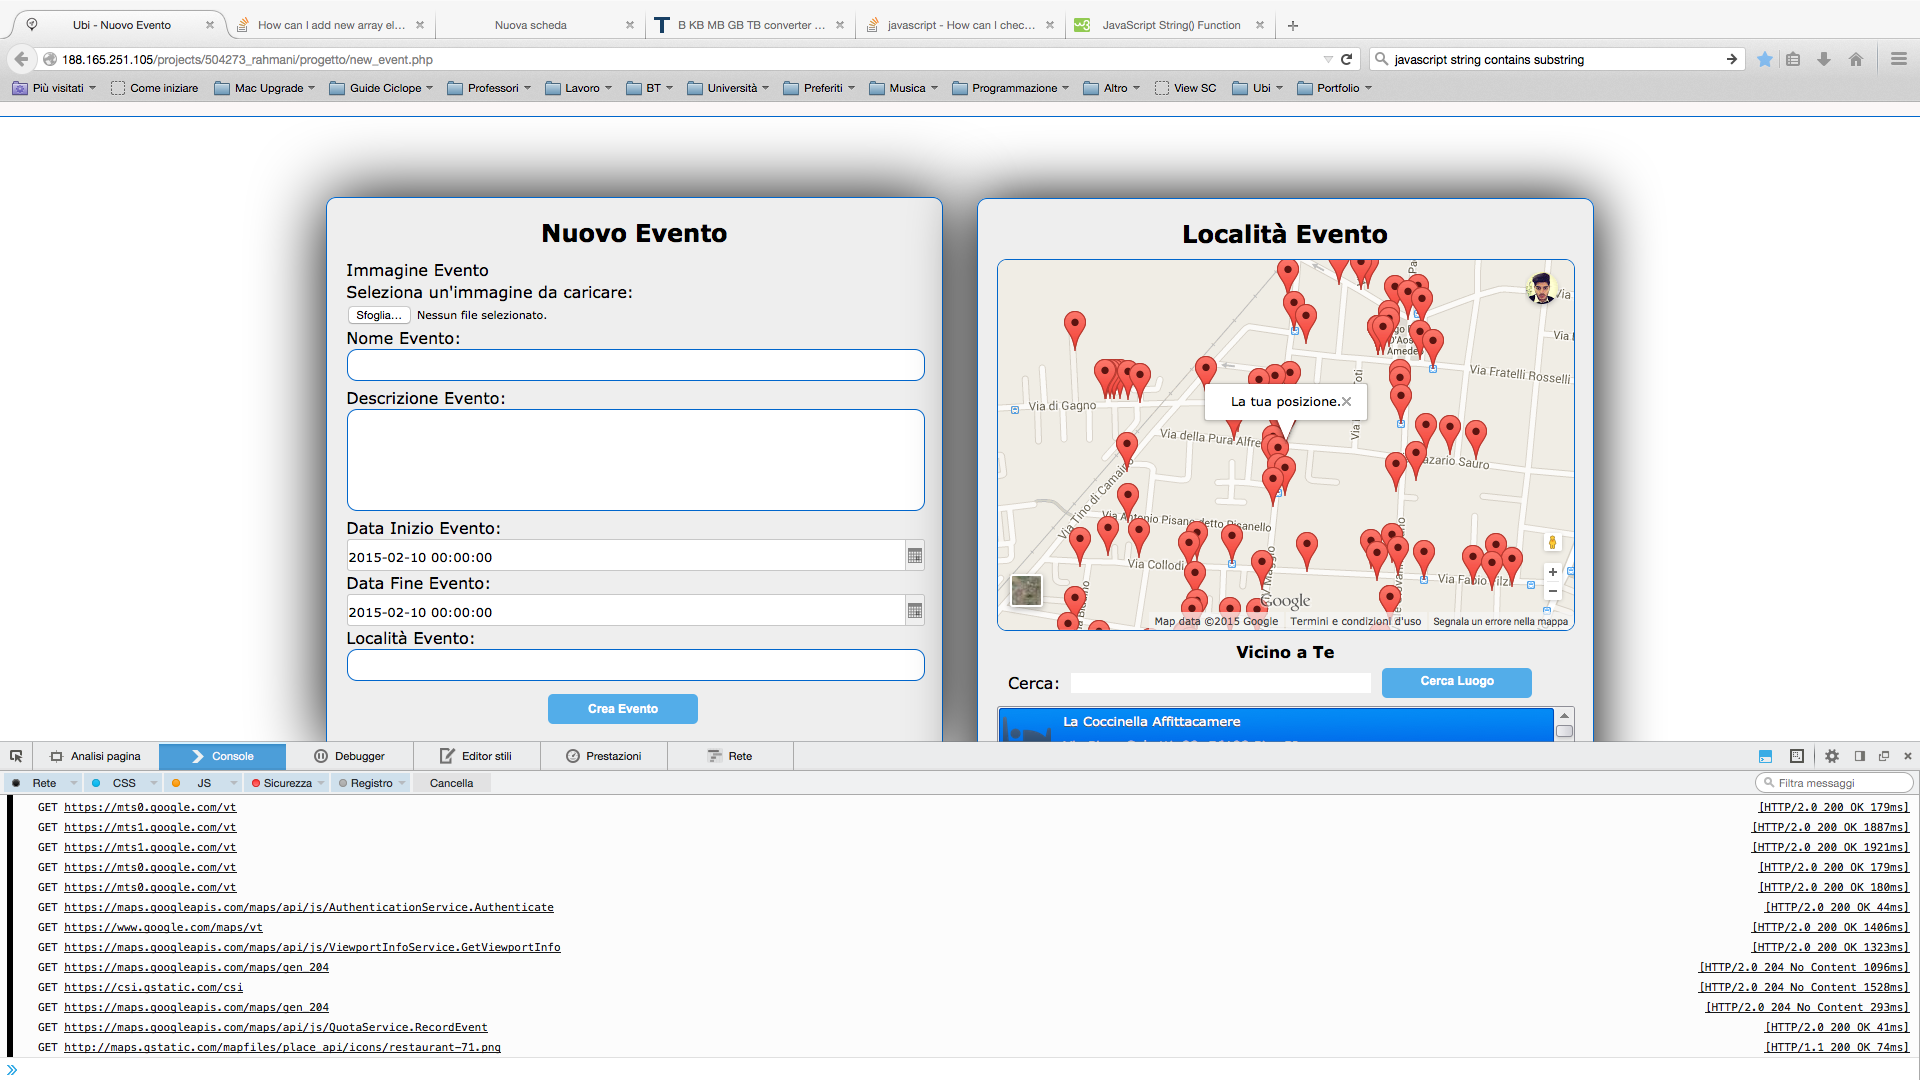 Ubi - Nuovo Evento
How can I add new array el...
Nuova scheda
B KB MB GB TB converter ...
javascript - How can I chec...
JavaScript String() Function
188.165.251.105/projects/504273_rahmani/progetto/new_event.php
javascript string contains substring
Più visitati
Come iniziare
Mac Upgrade
Guide Ciclope
Professori
Lavoro
BT
Università
Preferiti
Musica
Programmazione
Altro
View SC
Ubi
Portfolio
Nuovo Evento
Immagine Evento
Seleziona un'immagine da caricare:
Sfoglia... Nessun file selezionato.
Nome Evento:
Descrizione Evento:
Data Inizio Evento:
2015-02-10 00:00:00
Data Fine Evento:
2015-02-10 00:00:00
Località Evento:
Crea Evento
Località Evento
Via Fratelli Rosselli
Via di Gagno
La tua posizione.
Via della Pura Alfre
azario Sauro
Via Tino di Camaino
Via Antonio Pisano detto Pisanello
Via Collodi
Via Fabio Filzi
Google
Map data ©2015 Google
Termini e condizioni d'uso
Segnala un errore nella mappa
Vicino a Te
Cerca:
Cerca Luogo
La Coccinella Affittacamere
Analisi pagina
Console
Debugger
Editor stili
Prestazioni
Rete
Rete
CSS
JS
Sicurezza
Registro
Cancella
Filtra messaggi
GET https://mts0.google.com/vt [HTTP/2.0 200 OK 179ms]
GET https://mts1.google.com/vt [HTTP/2.0 200 OK 1887ms]
GET https://mts1.google.com/vt [HTTP/2.0 200 OK 1921ms]
GET https://mts0.google.com/vt [HTTP/2.0 200 OK 179ms]
GET https://mts0.google.com/vt [HTTP/2.0 200 OK 180ms]
GET https://maps.googleapis.com/maps/api/js/AuthenticationService.Authenticate [HTTP/2.0 200 OK 44ms]
GET https://www.google.com/maps/vt [HTTP/2.0 200 OK 1406ms]
GET https://maps.googleapis.com/maps/api/js/ViewportInfoService.GetViewportInfo [HTTP/2.0 200 OK 1323ms]
GET https://maps.googleapis.com/maps/gen_204 [HTTP/2.0 204 No Content 1096ms]
GET https://csi.gstatic.com/csi [HTTP/2.0 204 No Content 1528ms]
GET https://maps.googleapis.com/maps/gen_204 [HTTP/2.0 204 No Content 293ms]
GET https://maps.googleapis.com/maps/api/js/QuotaService.RecordEvent [HTTP/2.0 200 OK 41ms]
GET http://maps.gstatic.com/mapfiles/place_api/icons/restaurant-71.png [HTTP/1.1 200 OK 74ms]